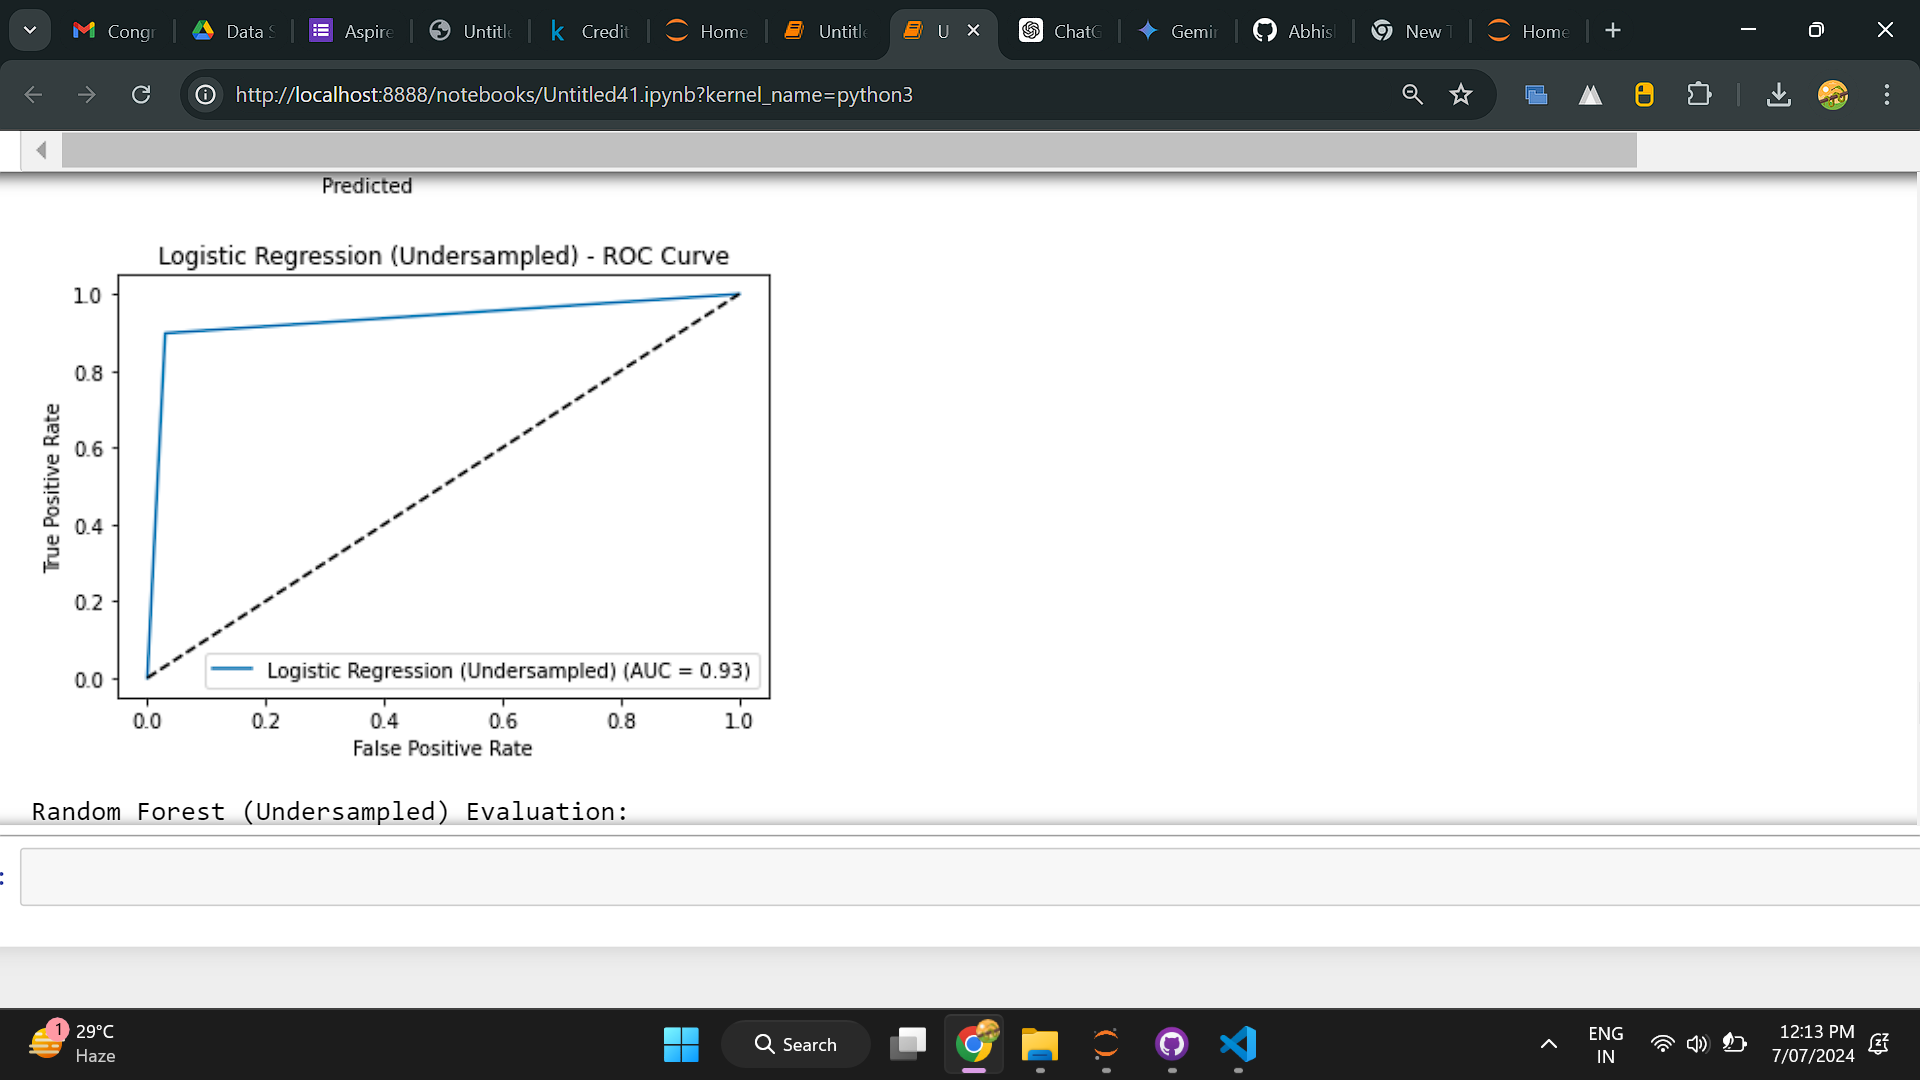 Congr
Data S
Aspire
Untitle
Credit
Home
Untitle
U
ChatG
Gemin
Abhis
New T
Home
http://localhost:8888/notebooks/Untitled41.ipynb?kernel_name=python3
Predicted
Logistic Regression (Undersampled) - ROC Curve
True Positive Rate
1.0
0.8
0.6
0.4
0.2
0.0
Logistic Regression (Undersampled) (AUC = 0.93)
0.0 0.2 0.4 0.6 0.8 1.0
False Positive Rate
Random Forest (Undersampled) Evaluation:
:
1
29°C
Haze
Search
ENG
IN
12:13 PM
7/07/2024